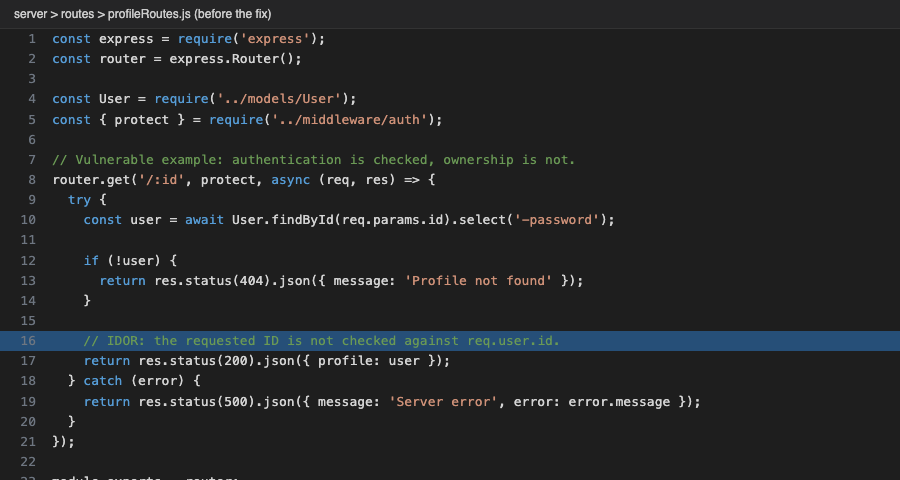 server > routes > profileRoutes.js (before the fix)
1 const express = require('express');
2 const router = express.Router();
3
4 const User = require('../models/User');
5 const { protect } = require('../middleware/auth');
6
7 // Vulnerable example: authentication is checked, ownership is not.
8 router.get('/:id', protect, async (req, res) => {
9   try {
10     const user = await User.findById(req.params.id).select('-password');
11
12     if (!user) {
13       return res.status(404).json({ message: 'Profile not found' });
14     }
15
16     // IDOR: the requested ID is not checked against req.user.id.
17     return res.status(200).json({ profile: user });
18   } catch (error) {
19     return res.status(500).json({ message: 'Server error', error: error.message });
20   }
21 });
22
23 module.exports = router;